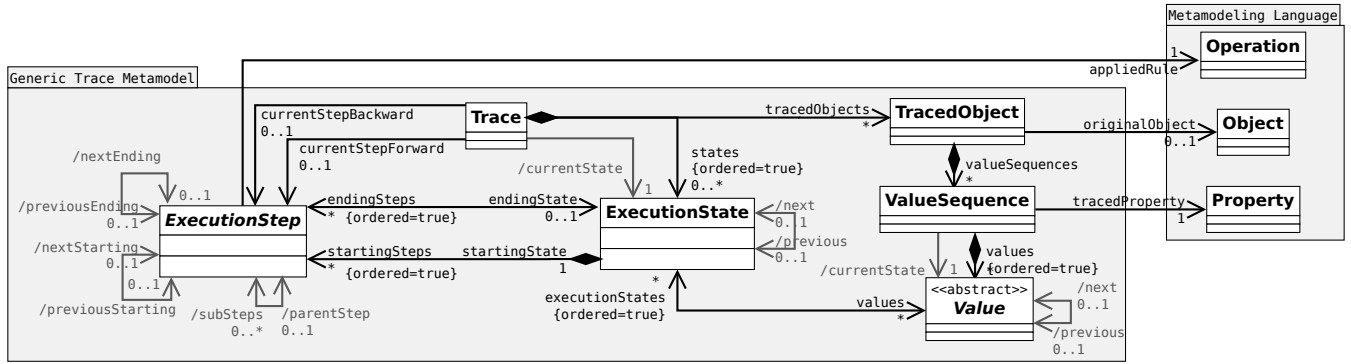 Metamodeling Language
Operation
1
appliedRule
Generic Trace Metamodel
currentStepBackward
0..1
Trace
tracedObjects
*
TracedObject
originalObject
0..1
Object
currentStepForward
0..1
/nextEnding
0..1
/currentState
1
states
{ordered=true}
0..*
valueSequences
*
/previousEnding
0..1
ExecutionStep
endingSteps
*
{ordered=true}
endingState
0..1
ExecutionState
/next
0..1
/previous
0..1
ValueSequence
tracedProperty
1
Property
/nextStarting
0..1
0..1
/previousStarting
startingSteps
*
{ordered=true}
startingState
1
/currentState
1
values
*
{ordered=true}
/subSteps
0..*
/parentStep
0..1
*
executionStates
{ordered=true}
values
*
<<abstract>>
Value
/next
0..1
/previous
0..1